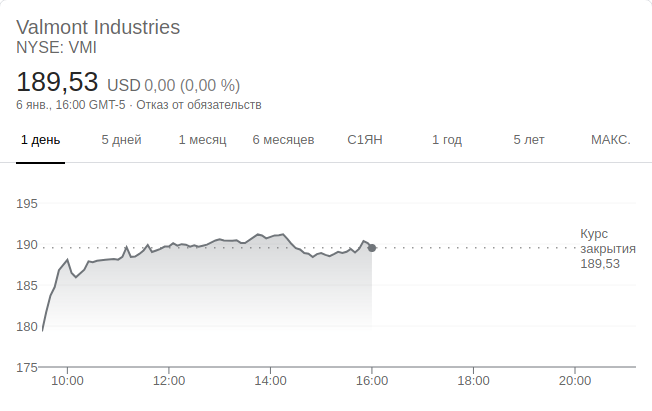 Valmont Industries
NYSE: VMI
189,53 USD 0,00 (0,00 %)
6 янв., 16:00 GMT-5 · Отказ от обязательств
1 день 5 дней 1 месяц 6 месяцев С1ЯН 1 год 5 лет МАКС.
195
190
185
180
175
Курс
закрытия
189,53
10:00 12:00 14:00 16:00 18:00 20:00